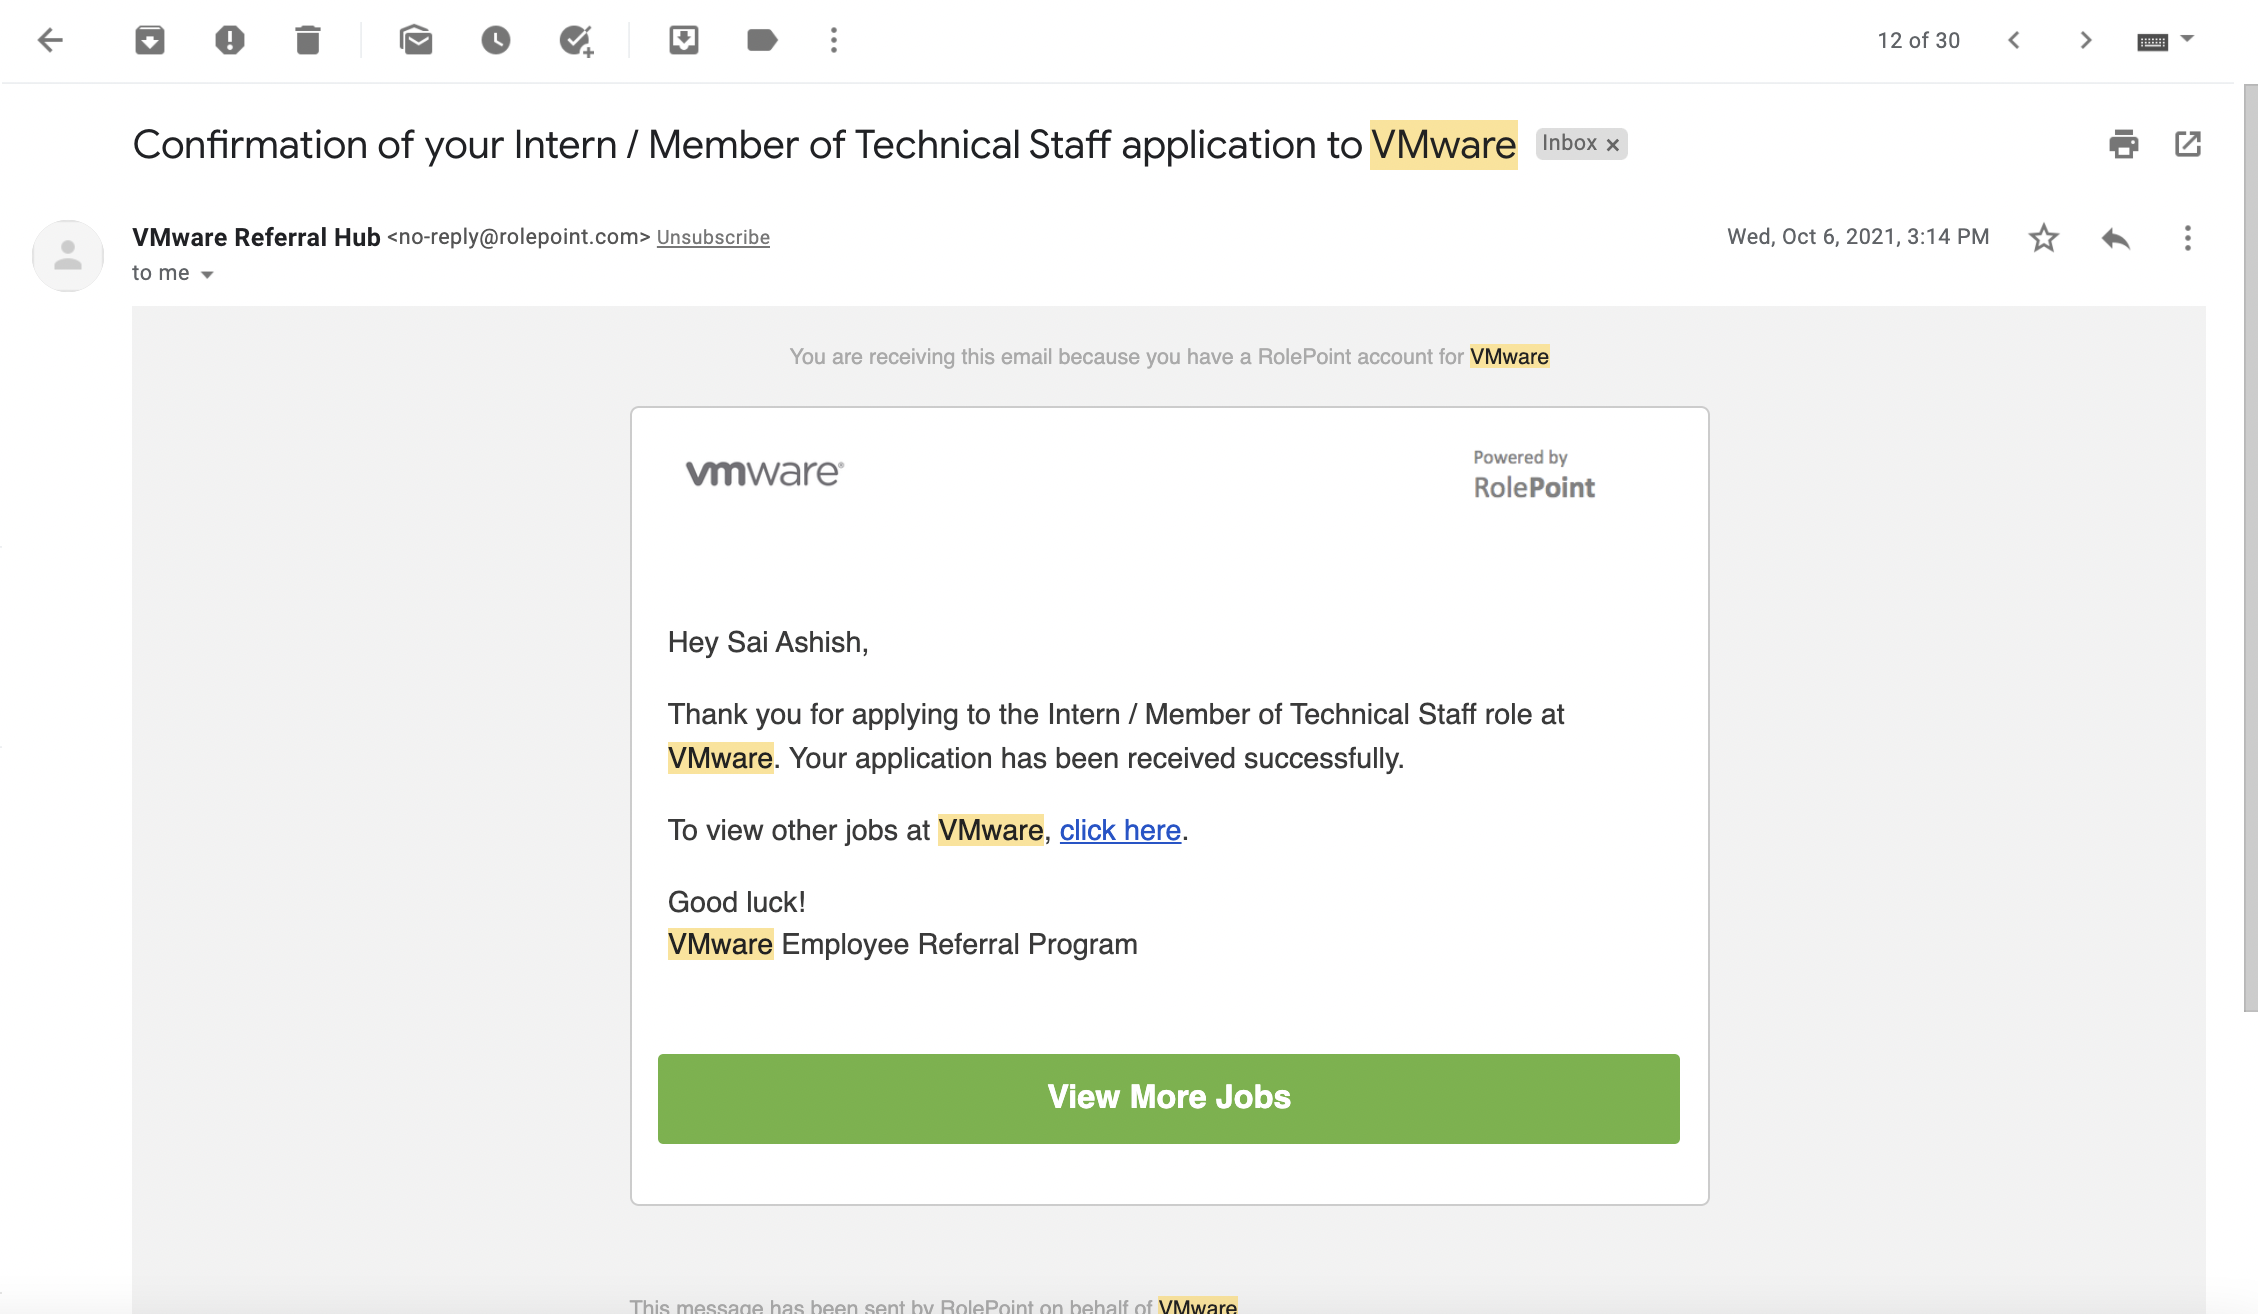 12 of 30
Confirmation of your Intern / Member of Technical Staff application to VMware Inbox x
VMware Referral Hub <no-reply@rolepoint.com> Unsubscribe
Wed, Oct 6, 2021, 3:14 PM
to me
You are receiving this email because you have a RolePoint account for VMware
vmware®
Powered by
RolePoint
Hey Sai Ashish,
Thank you for applying to the Intern / Member of Technical Staff role at
VMware. Your application has been received successfully.
To view other jobs at VMware, click here.
Good luck!
VMware Employee Referral Program
View More Jobs
This message has been sent by RolePoint on behalf of VMware